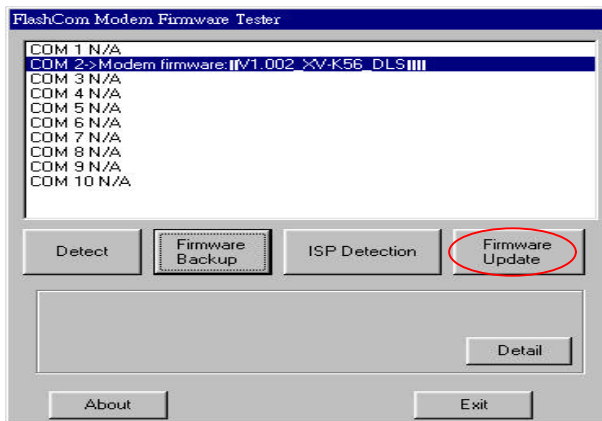 FlashCom Modem Firmware Tester
COM 1 N/A
COM 2->Modem firmware:||V1.002_XV-K56_DLS||||
COM 3 N/A
COM 4 N/A
COM 5 N/A
COM 6 N/A
COM 7 N/A
COM 8 N/A
COM 9 N/A
COM 10 N/A
Detect
Firmware
Backup
ISP Detection
Firmware
Update
Detail
About
Exit